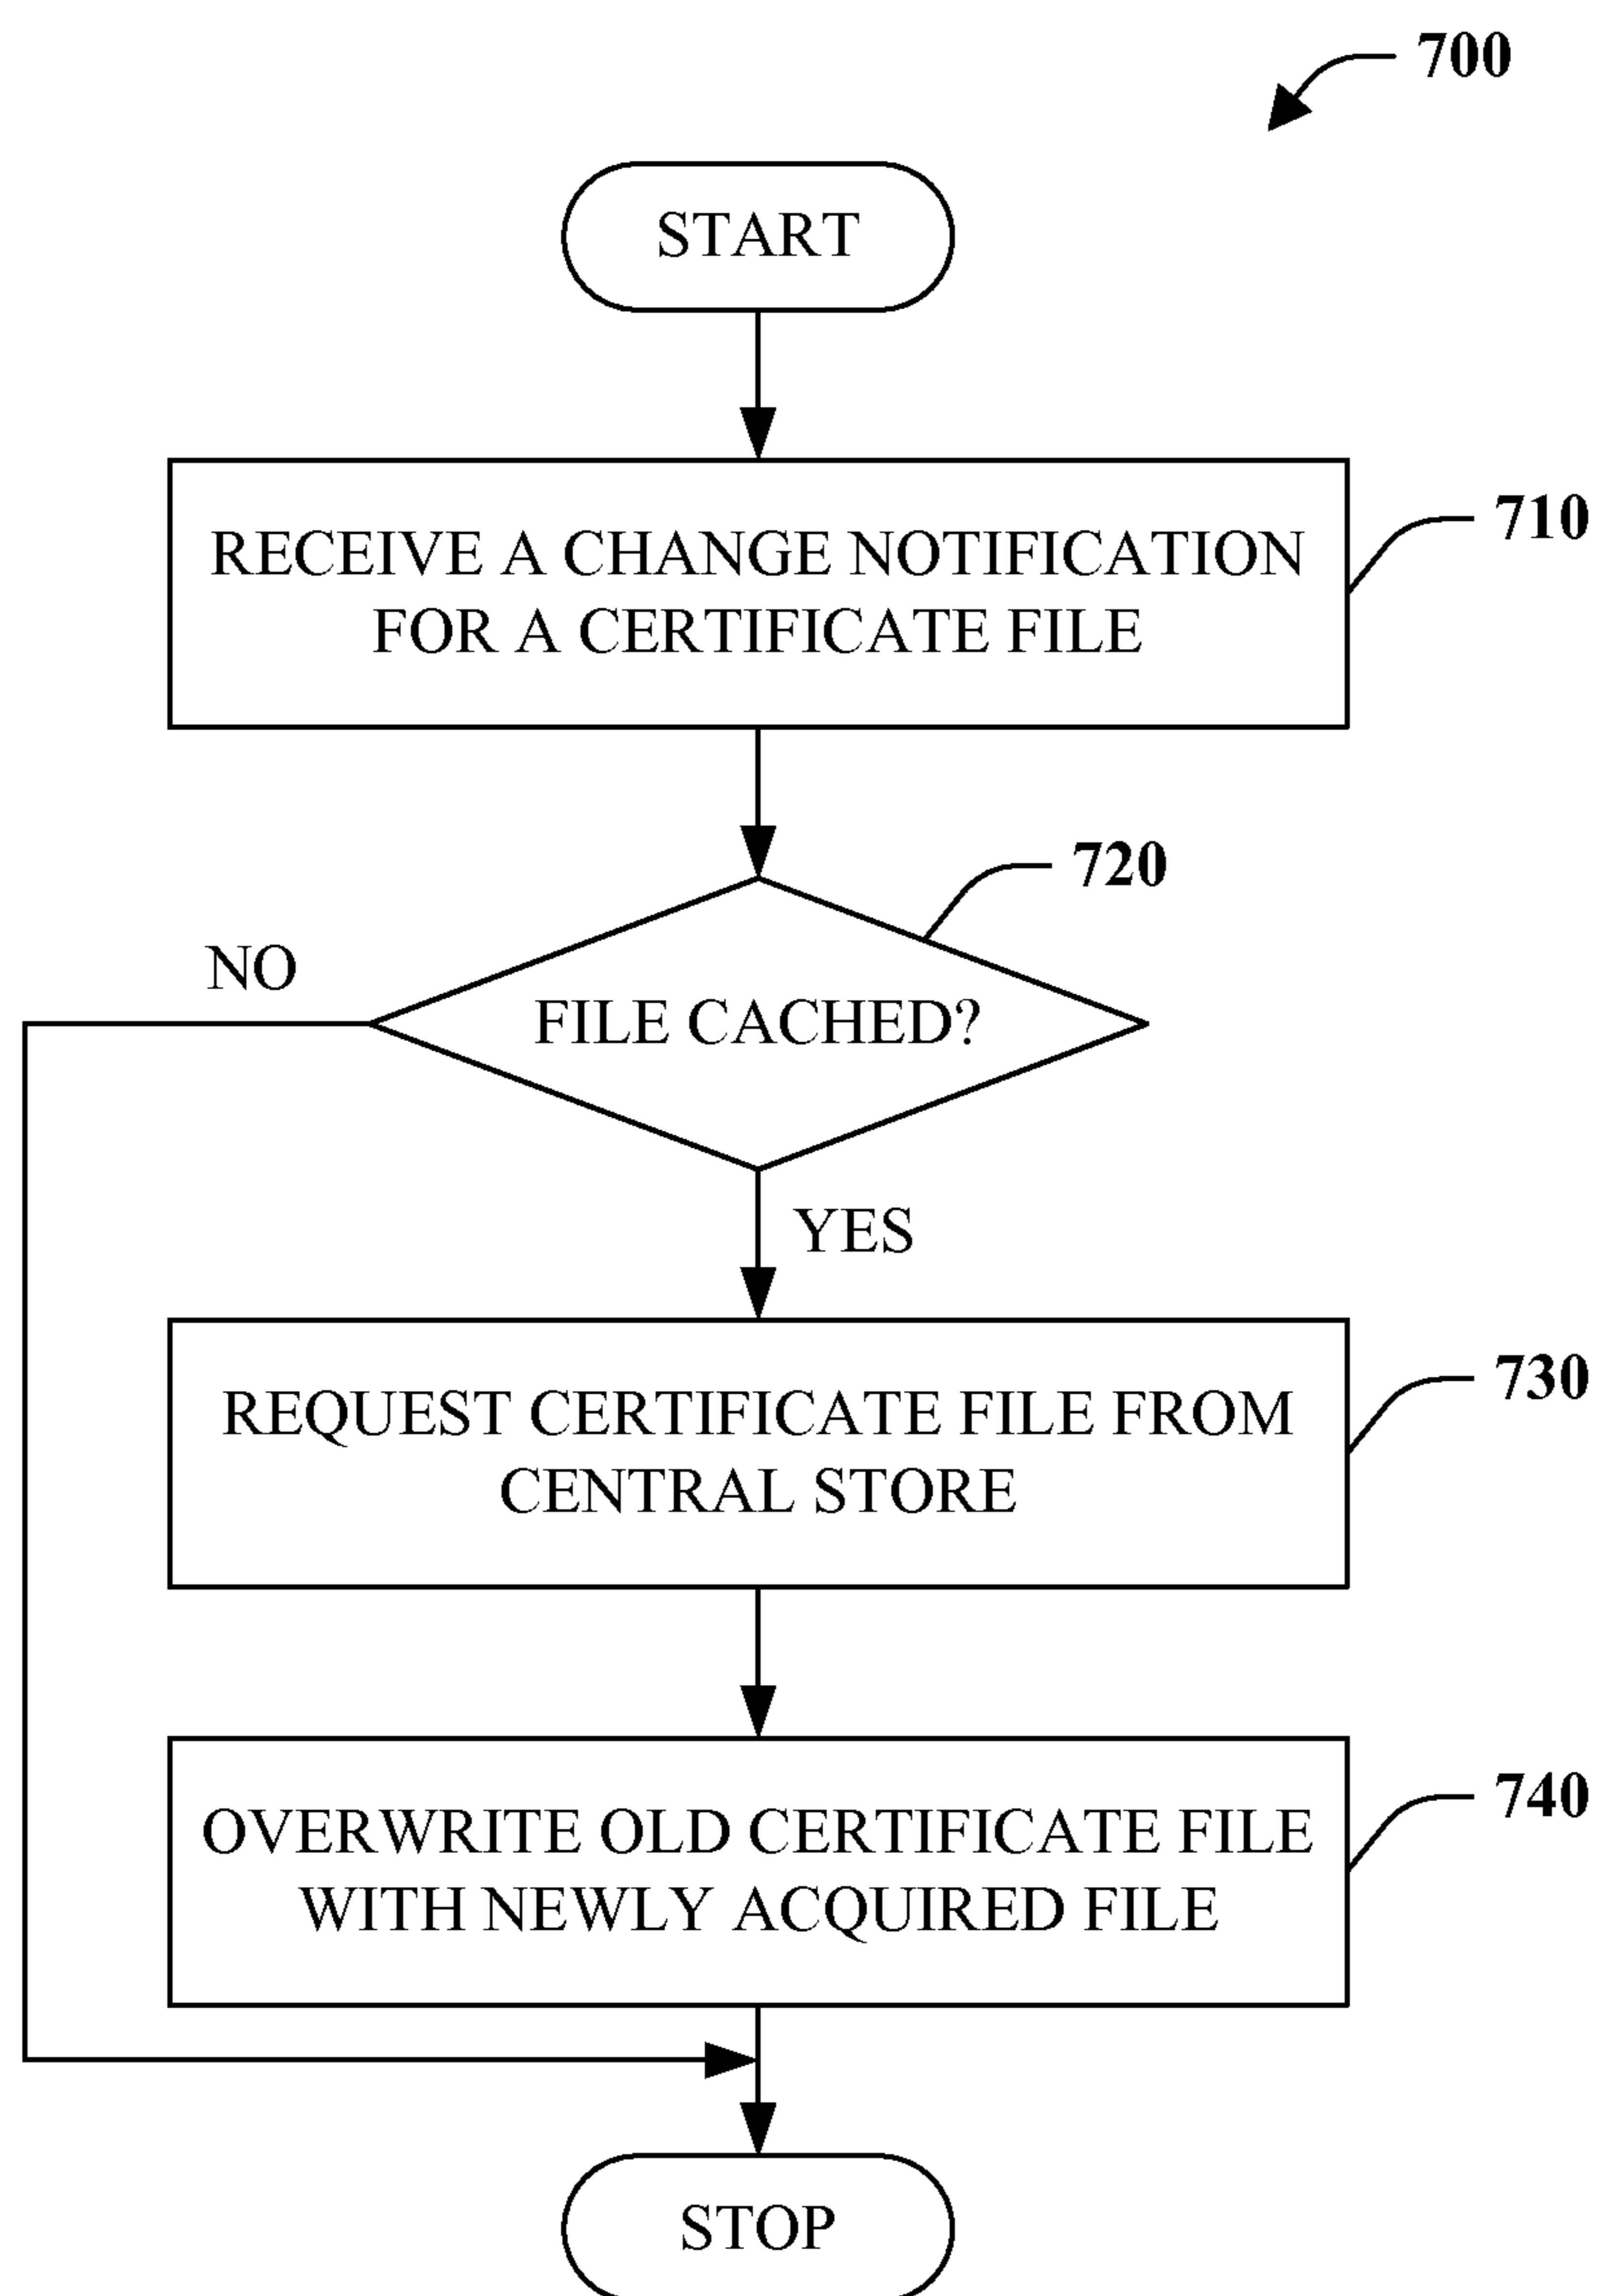 700
START
RECEIVE A CHANGE NOTIFICATION
FOR A CERTIFICATE FILE
710
720
NO
FILE CACHED?
YES
REQUEST CERTIFICATE FILE FROM
CENTRAL STORE
730
OVERWRITE OLD CERTIFICATE FILE
WITH NEWLY ACQUIRED FILE
740
STOP